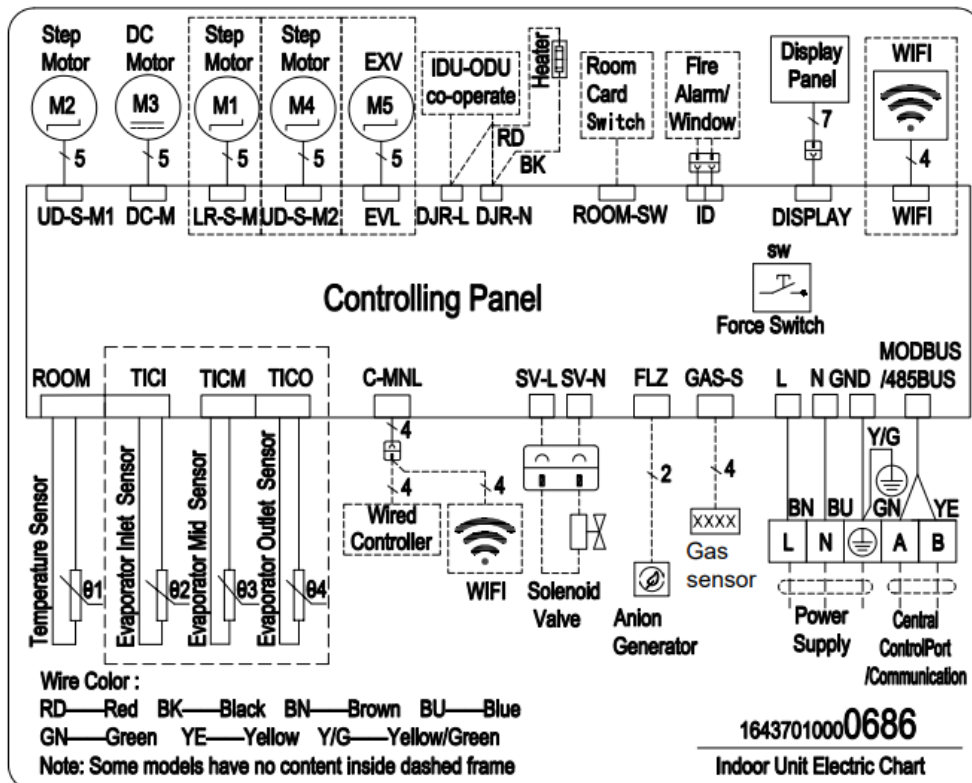 Step Motor
DC Motor
Step Motor
Step Motor
EXV
IDU-ODU
co-operate
Heater
Room
Card
Switch
Fire
Alarm/
Window
Display
Panel
WIFI
M2
M3
M1
M4
M5
RD
BK
7
5
5
5
5
5
4
UD-S-M1
DC-M
LR-S-M
UD-S-M2
EVL
DJR-L
DJR-N
ROOM-SW
ID
DISPLAY
WIFI
Controlling Panel
SW
Force Switch
ROOM
TICI
TICM
TICO
C-MNL
SV-L
SV-N
FLZ
GAS-S
L
N
GND
MODBUS
/485BUS
4
4
4
2
4
Y/G
BN
BU
GN
YE
L
N
A
B
Temperature Sensor
θ1
Evaporator Inlet Sensor
θ2
Evaporator Mid Sensor
θ3
Evaporator Outlet Sensor
θ4
Wired
Controller
WIFI
Solenoid
Valve
Anion
Generator
XXXX
Gas
sensor
Power
Supply
Central
ControlPort
/Communication
Wire Color :
RD—Red BK—Black BN—Brown BU—Blue
GN—Green YE—Yellow Y/G—Yellow/Green
Note: Some models have no content inside dashed frame
16437010000686
Indoor Unit Electric Chart